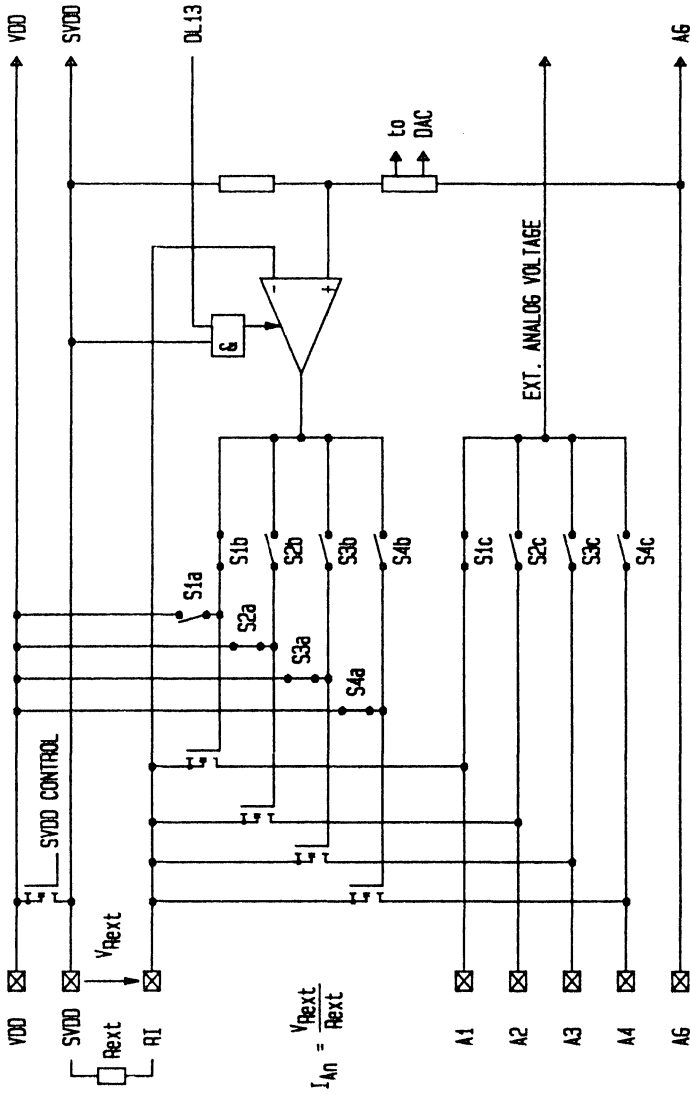 VDD
VDD
SVDD CONTROL
SVDD
SVDD
Rext
VRext
RI
DL13
S1a
S2a
S3a
S4a
&
-
+
S1b
S2b
S3b
S4b
to
DAC
IAn = VRext
Rext
EXT. ANALOG VOLTAGE
A1
S1c
A2
S2c
A3
S3c
A4
S4c
AG
AG